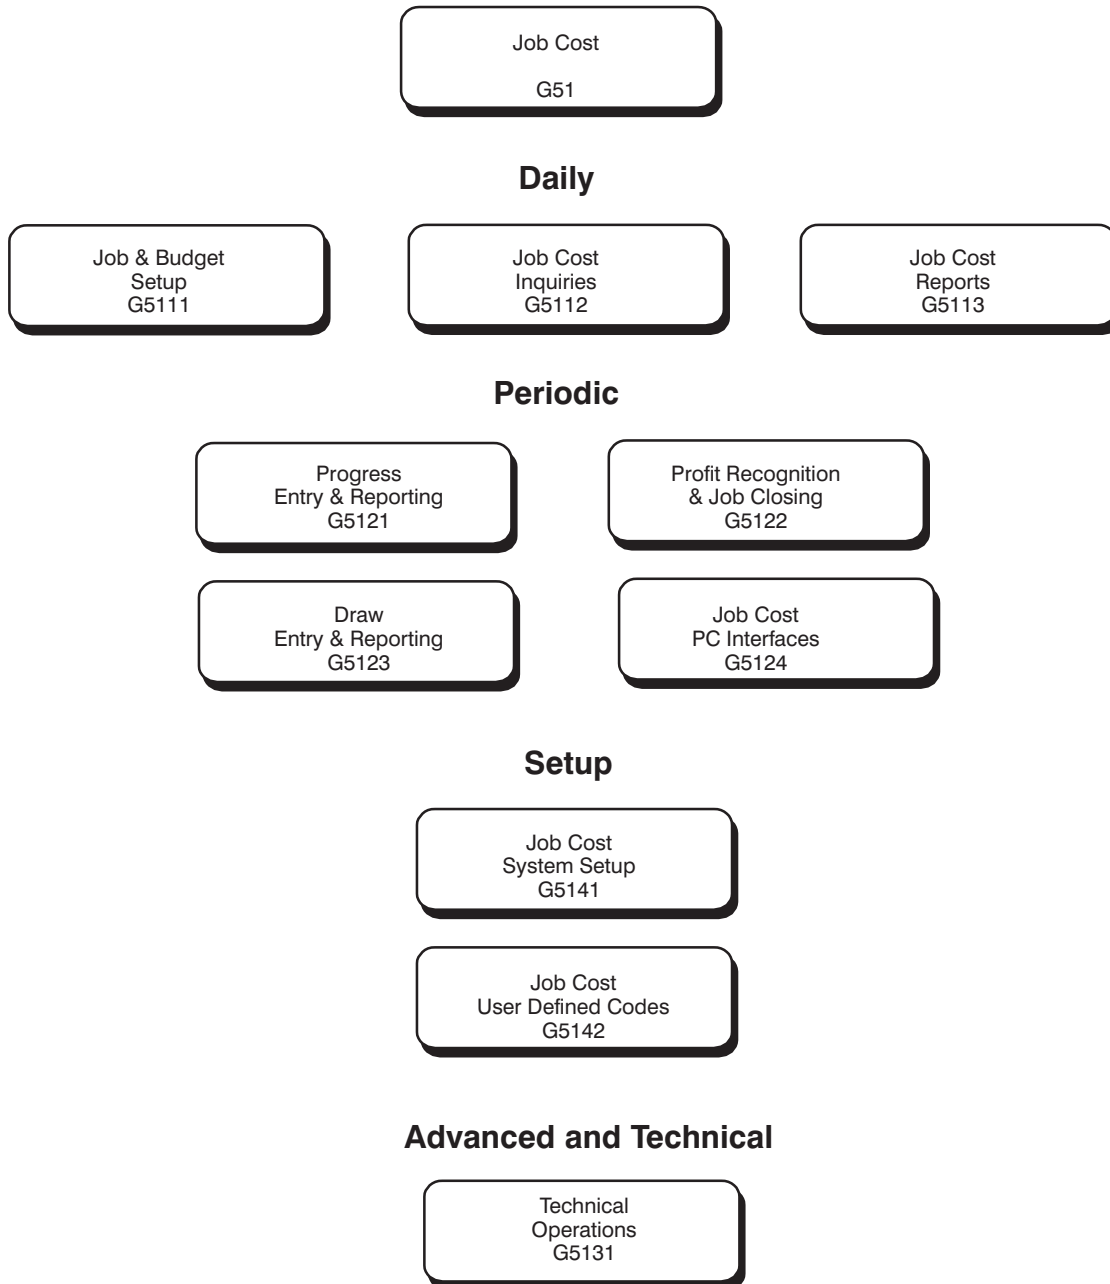 Job Cost
G51
Daily
Job & Budget
Setup
G5111
Job Cost
Inquiries
G5112
Job Cost
Reports
G5113
Periodic
Progress
Entry & Reporting
G5121
Profit Recognition
& Job Closing
G5122
Draw
Entry & Reporting
G5123
Job Cost
PC Interfaces
G5124
Setup
Job Cost
System Setup
G5141
Job Cost
User Defined Codes
G5142
Advanced and Technical
Technical
Operations
G5131